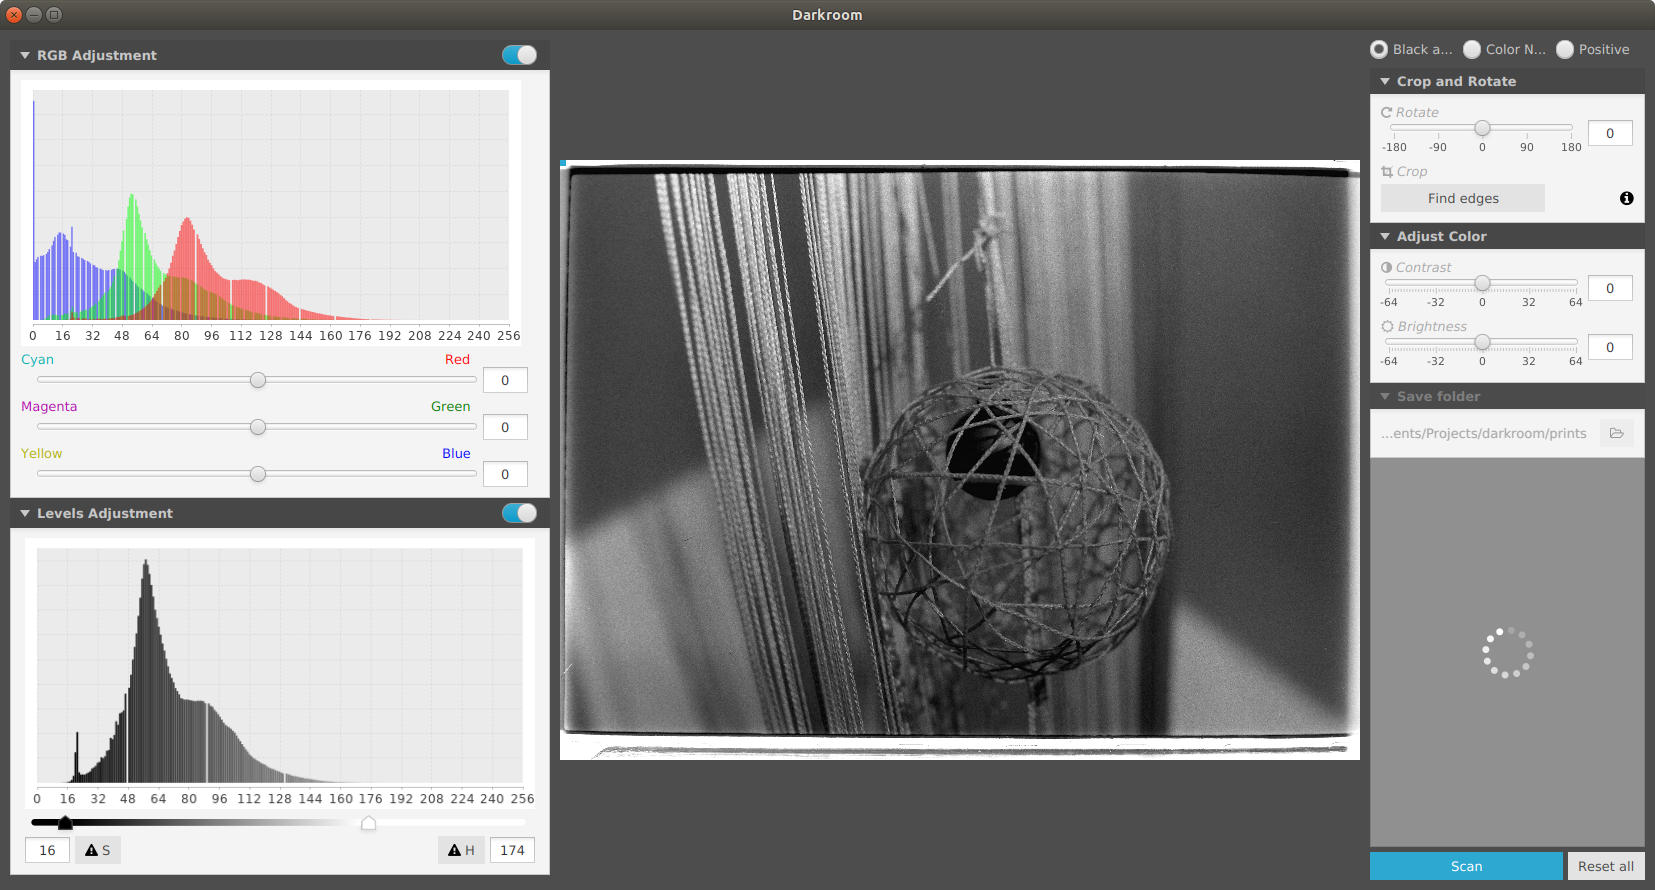 Darkroom
RGB Adjustment
0 16 32 48 64 80 96 112 128 144 160 176 192 208 224 240 256
Cyan Red
0
Magenta Green
0
Yellow Blue
0
Levels Adjustment
0 16 32 48 64 80 96 112 128 144 160 176 192 208 224 240 256
16 S H 174
Black a... Color N... Positive
Crop and Rotate
Rotate
0
-180 -90 0 90 180
Crop
Find edges
Adjust Color
Contrast
0
-64 -32 0 32 64
Brightness
0
-64 -32 0 32 64
Save folder
...ents/Projects/darkroom/prints
Scan Reset all